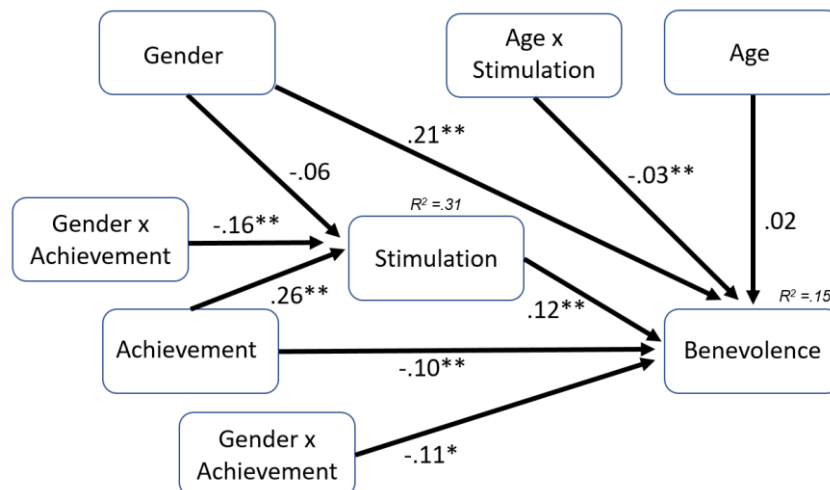 Gender
Age x
Stimulation
Age
.21**
-.06
-.03**
Gender x
Achievement
-.16**
R² =.31
Stimulation
.02
.26**
.12**
R² =.15
Achievement
-.10**
Benevolence
Gender x
Achievement
-.11*